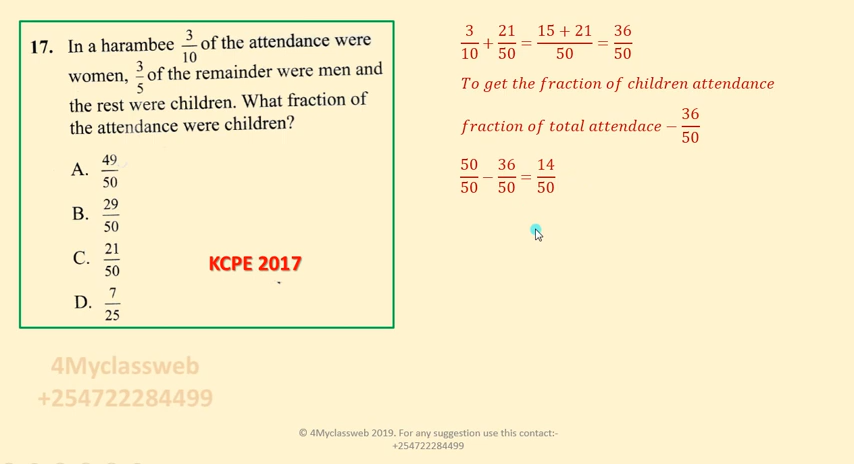 17. In a harambee 3/10 of the attendance were
women, 3/5 of the remainder were men and
the rest were children. What fraction of
the attendance were children?
A. 49/50
B. 29/50
C. 21/50
D. 7/25
KCPE 2017
3/10 + 21/50 = (15 + 21)/50 = 36/50
To get the fraction of children attendance
fraction of total attendace − 36/50
50/50 − 36/50 = 14/50
4Myclassweb
+254722284499
© 4Myclassweb 2019. For any suggestion use this contact:-
+254722284499